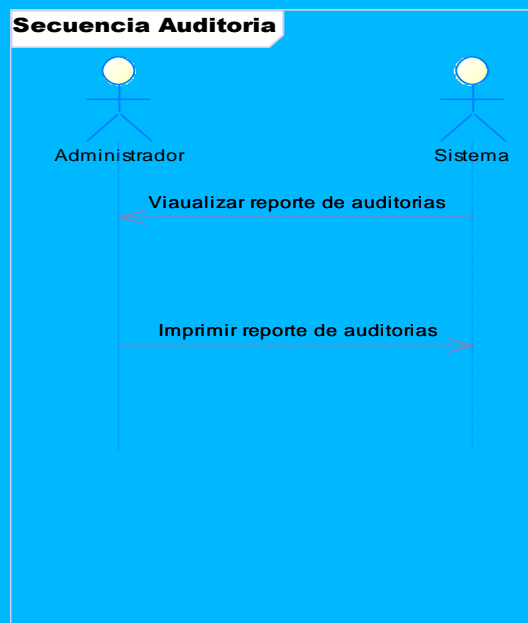 Secuencia Auditoria
Administrador
Sistema
Viaualizar reporte de auditorias
Imprimir reporte de auditorias